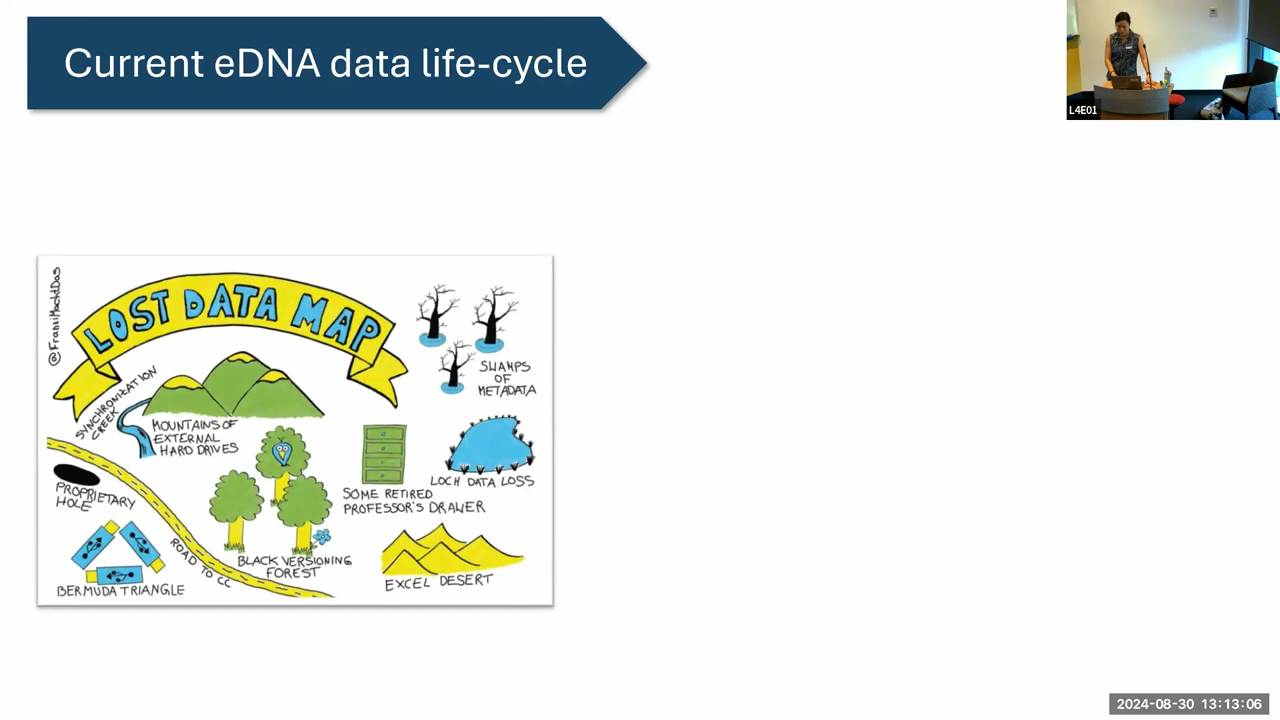 Current eDNA data life-cycle
L4E01
@FranziMachtDas
LOST DATA MAP
SWAMPS
OF
METADATA
SYNCHRONIZATION
CREEK
MOUNTAINS OF
EXTERNAL
HARD DRIVES
LOCH DATA LOSS
PROPRIETARY
HOLE
SOME RETIRED
PROFESSOR'S DRAWER
ROAD TO CC
BLACK VERSIONING
FOREST
BERMUDA TRIANGLE
EXCEL DESERT
2024-08-30 13:13:06